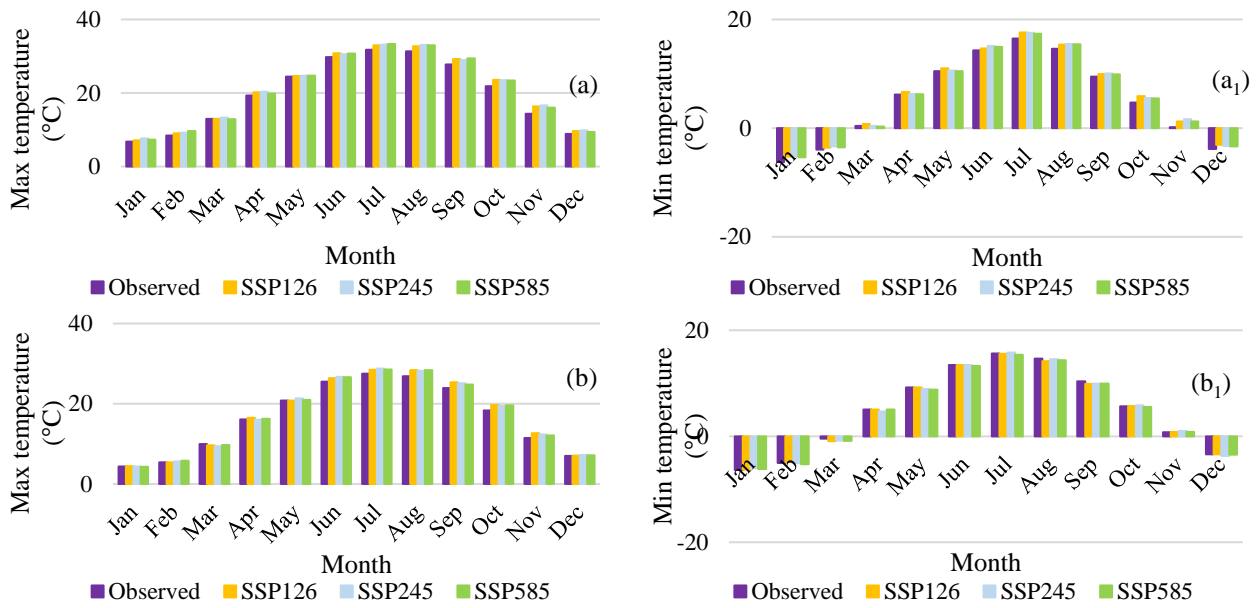 Max temperature
(°C)
40
20
0
(a)
Jan Feb Mar Apr May Jun Jul Aug Sep Oct Nov Dec
Month
Observed SSP126 SSP245 SSP585
Min temperature
(°C)
20
0
-20
(a1)
Jan Feb Mar Apr May Jun Jul Aug Sep Oct Nov Dec
Month
Observed SSP126 SSP245 SSP585
Max temperature
(°C)
40
20
0
(b)
Jan Feb Mar Apr May Jun Jul Aug Sep Oct Nov Dec
Month
Observed SSP126 SSP245 SSP585
Min temperature
(°C)
20
0
-20
(b1)
Jan Feb Mar Apr May Jun Jul Aug Sep Oct Nov Dec
Month
Observed SSP126 SSP245 SSP585